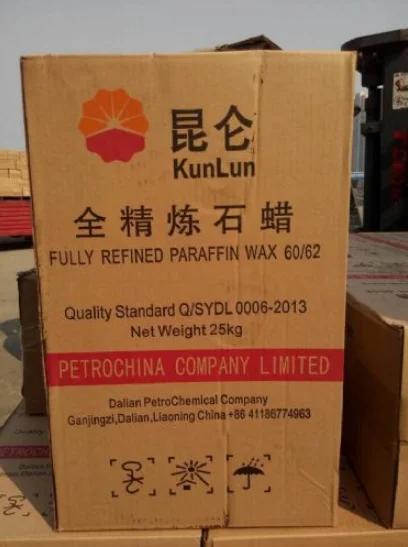 昆仑
KunLun
全精炼石蜡
FULLY REFINED PARAFFIN WAX 60/62
Quality Standard Q/SYDL 0006-2013
Net Weight 25kg
PETROCHINA COMPANY LIMITED
Dalian PetroChemical Company
Ganjingzi,Dalian,Liaoning China +86 41186774963
PETROCH